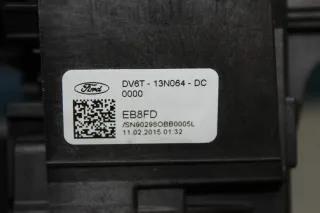 Ford
DV6T - 13N064 - DC
0000
EB8FD
/SN90298OBB0005L
11.02.2015 01:32